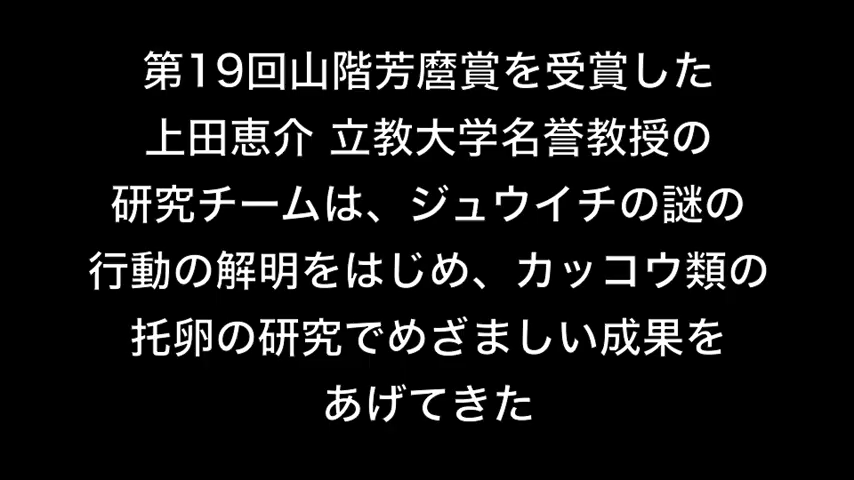 第19回山階芳麿賞を受賞した
上田恵介 立教大学名誉教授の
研究チームは、ジュウイチの謎の
行動の解明をはじめ、カッコウ類の
托卵の研究でめざましい成果を
あげてきた